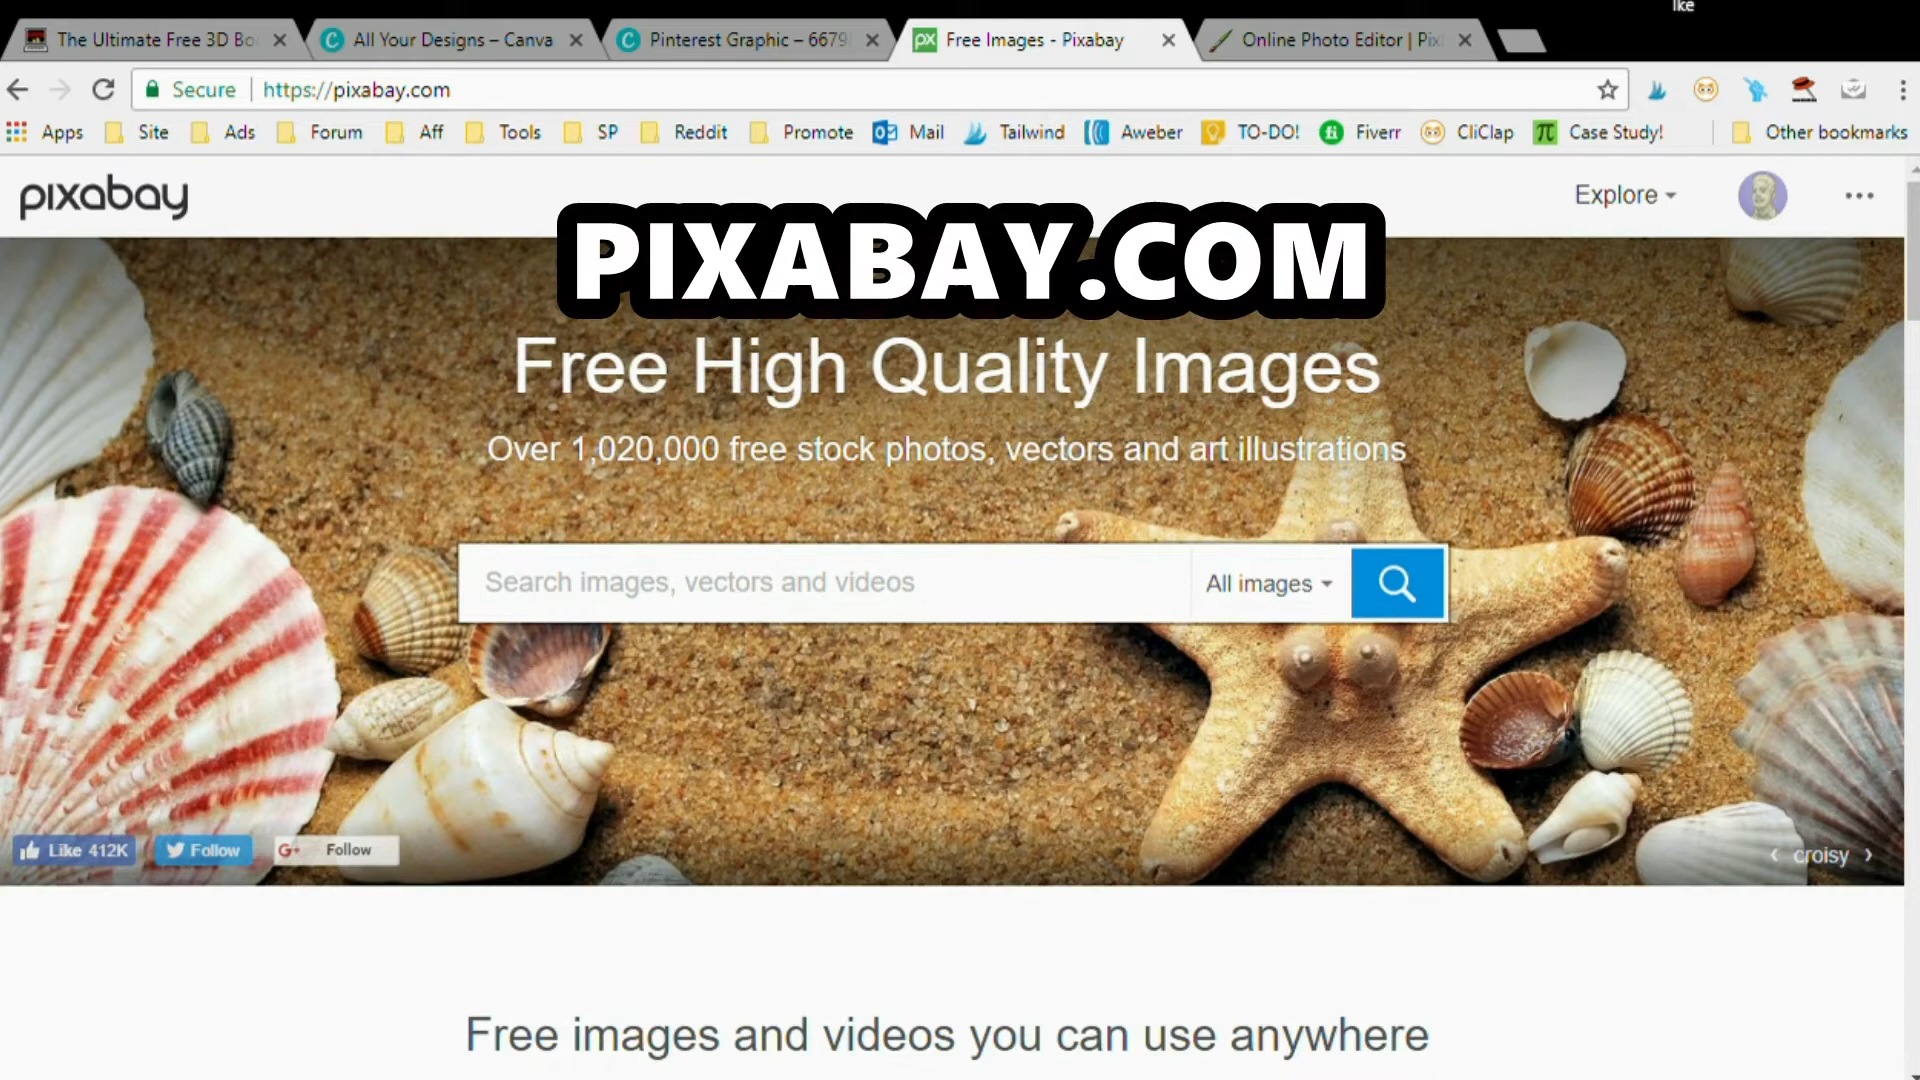 Ike
The Ultimate Free 3D Bo
All Your Designs – Canva
Pinterest Graphic – 6679
px Free Images - Pixabay
Online Photo Editor | Pix
Secure https://pixabay.com
Apps Site Ads Forum Aff Tools SP Reddit Promote Mail Tailwind Aweber TO-DO! Fiverr CliClap Case Study! Other bookmarks
pixabay
Explore
PIXABAY.COM
Free High Quality Images
Over 1,020,000 free stock photos, vectors and art illustrations
Search images, vectors and videos
All images
Like 412K
Follow
G+ Follow
‹ croisy ›
Free images and videos you can use anywhere